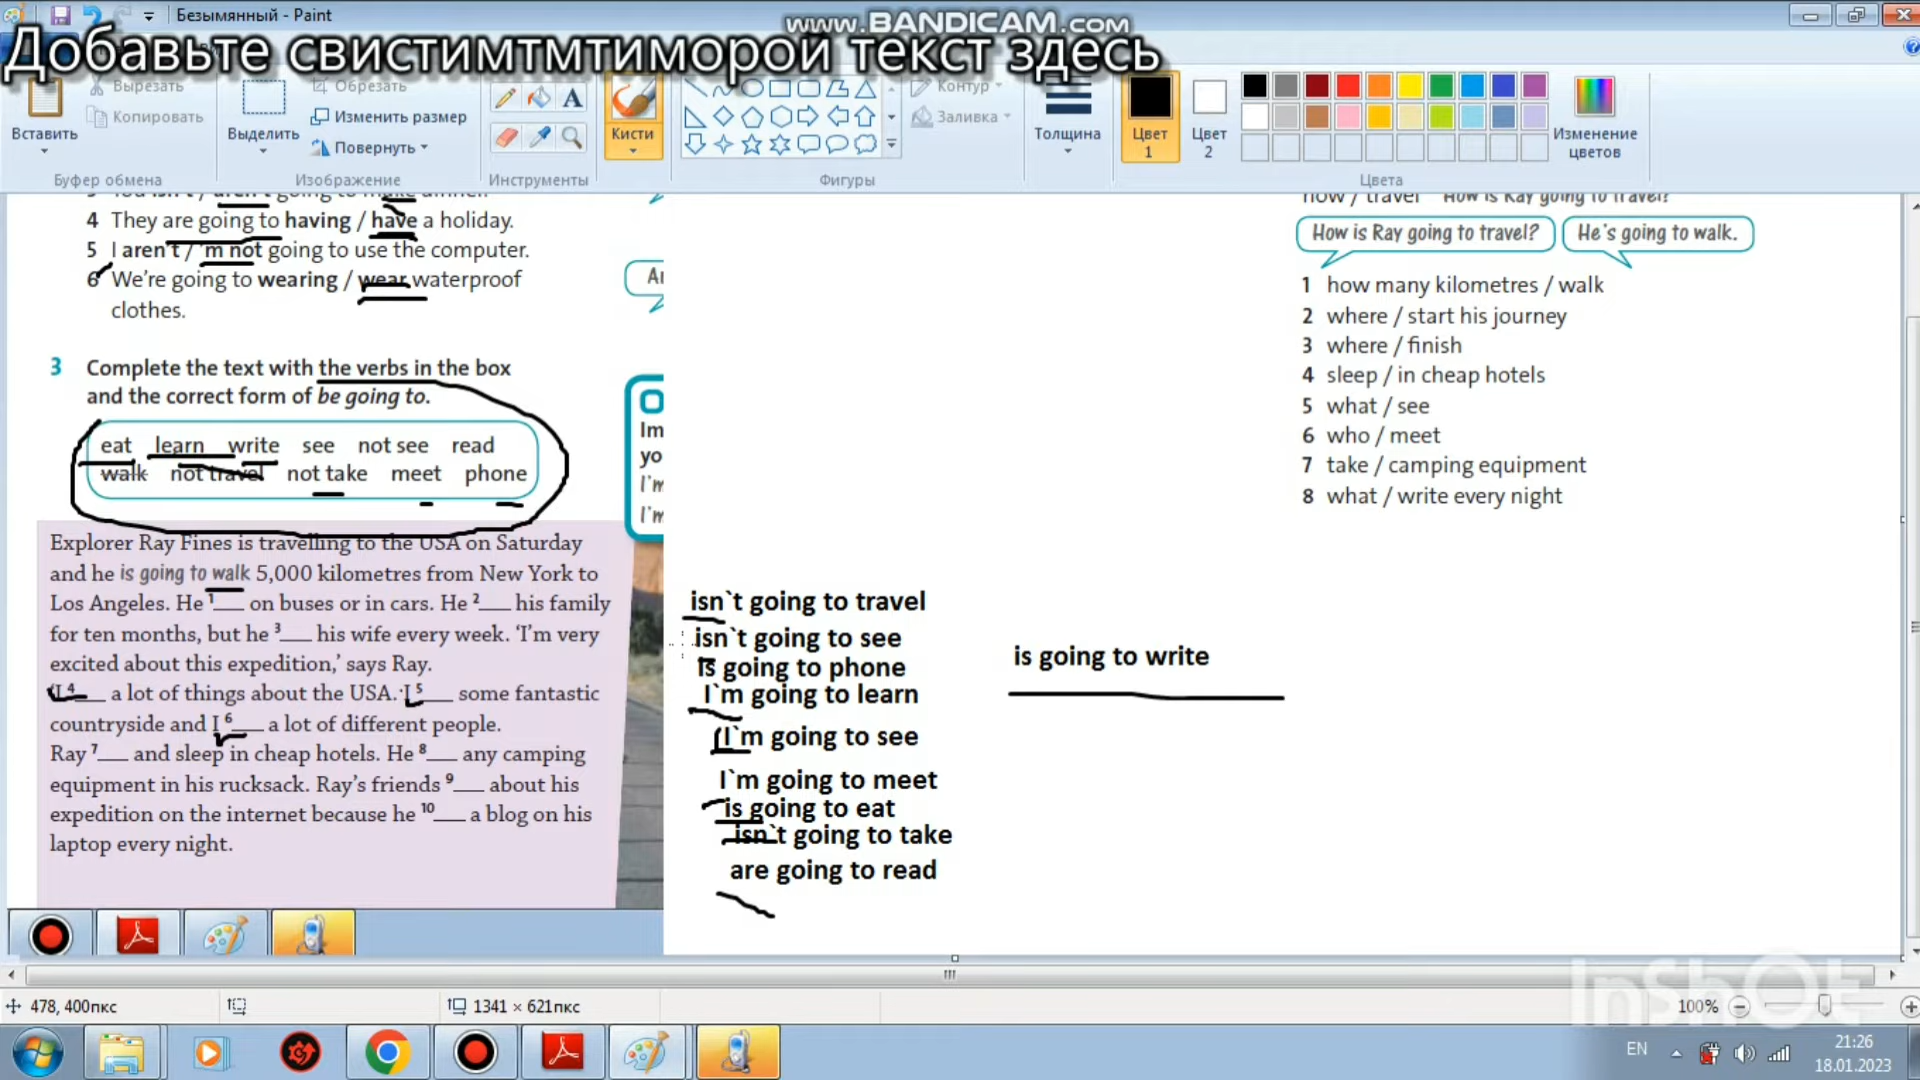 Безымянный - Paint
www.BANDICAM.com
Добавьте свистимтмтиморой текст здесь
Вставить
Вырезать
Копировать
Буфер обмена
Выделить
Обрезать
Изменить размер
Повернуть
Изображение
Инструменты
Кисти
Фигуры
Контур
Заливка
Толщина
Цвет 1
Цвет 2
Изменение цветов
Цвета
4 They are going to having / have a holiday.
5 I aren't / 'm not going to use the computer.
6 We're going to wearing / wear waterproof
clothes.
3 Complete the text with the verbs in the box
and the correct form of be going to.
eat learn write see not see read
walk not travel not take meet phone
Explorer Ray Fines is travelling to the USA on Saturday
and he is going to walk 5,000 kilometres from New York to
Los Angeles. He 1___ on buses or in cars. He 2___ his family
for ten months, but he 3___ his wife every week. 'I'm very
excited about this expedition,' says Ray.
'I 4___ a lot of things about the USA. I 5___ some fantastic
countryside and I 6___ a lot of different people.
Ray 7___ and sleep in cheap hotels. He 8___ any camping
equipment in his rucksack. Ray's friends 9___ about his
expedition on the internet because he 10___ a blog on his
laptop every night.
Im
yo
I'm
I'm
isn`t going to travel
isn`t going to see
is going to phone
I`m going to learn
I`m going to see
I`m going to meet
is going to eat
isn`t going to take
are going to read
is going to write
how / travel How is Ray going to travel?
How is Ray going to travel? He's going to walk.
1 how many kilometres / walk
2 where / start his journey
3 where / finish
4 sleep / in cheap hotels
5 what / see
6 who / meet
7 take / camping equipment
8 what / write every night
InShOt
478, 400пкс
1341 × 621пкс
100%
EN
21:26
18.01.2023